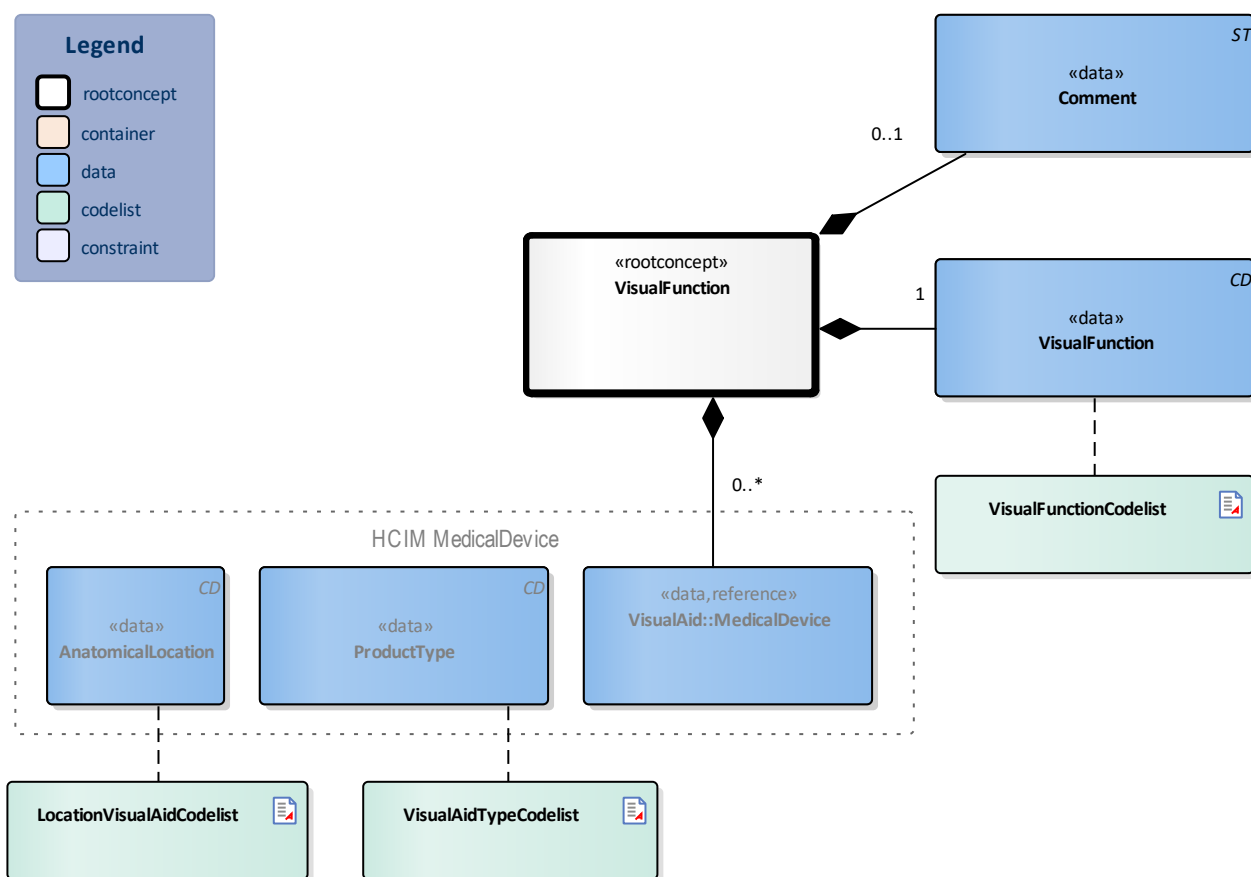 Legend
rootconcept
container
data
codelist
constraint
ST
«data»
Comment
0..1
«rootconcept»
VisualFunction
CD
1
«data»
VisualFunction
0..*
VisualFunctionCodelist
HCIM MedicalDevice
CD
«data»
AnatomicalLocation
CD
«data»
ProductType
«data,reference»
VisualAid::MedicalDevice
LocationVisualAidCodelist
VisualAidTypeCodelist